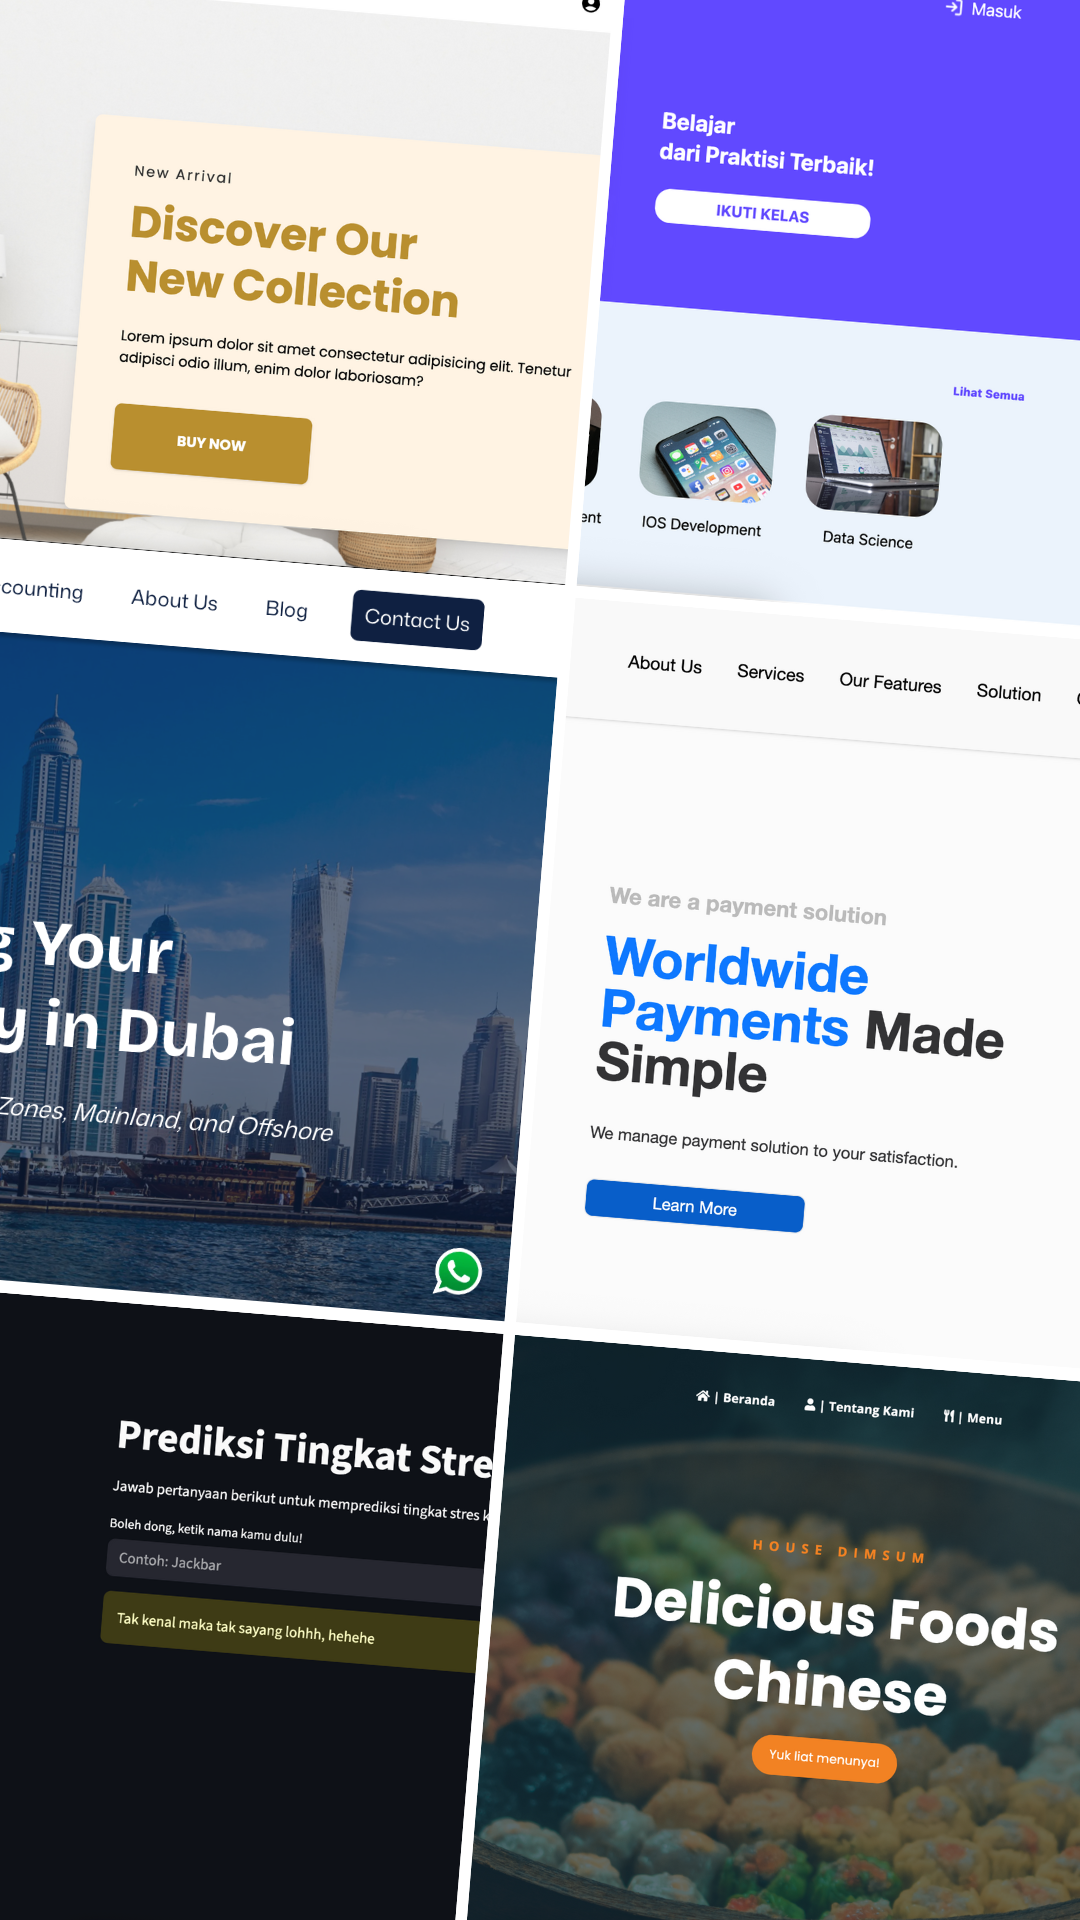 New Arrival
Discover Our
New Collection
Lorem ipsum dolor sit amet consectetur adipisicing elit. Tenetur
adipisci odio illum, enim dolor laboriosam?
BUY NOW
Masuk
Belajar
dari Praktisi Terbaik!
IKUTI KELAS
Lihat Semua
IOS Development
Data Science
About Us
Blog
Contact Us
Your
in Dubai
Zones, Mainland, and Offshore
About Us
Services
Our Features
Solution
We are a payment solution
Worldwide
Payments Made
Simple
We manage payment solution to your satisfaction.
Learn More
Prediksi Tingkat Stre
Jawab pertanyaan berikut untuk memprediksi tingkat stres k
Boleh dong, ketik nama kamu dulu!
Contoh: Jackbar
Tak kenal maka tak sayang lohhh, hehehe
| Beranda
| Tentang Kami
| Menu
HOUSE DIMSUM
Delicious Foods
Chinese
Yuk liat menunya!